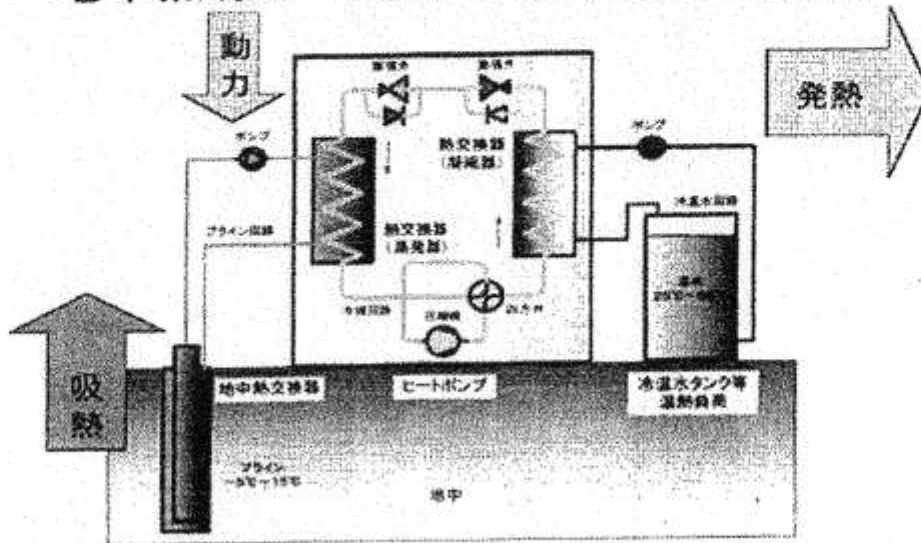 動力
発熱
膨張弁
膨張弁
ポンプ
熱交換器
(凝縮器)
ポンプ
冷温水回路
ブライン回路
熱交換器
(蒸発器)
冷媒回路
圧縮機
四方弁
吸熱
地中熱交換器
ヒートポンプ
冷温水タンク等
温熱負荷
ブライン
-5℃~15℃
地中